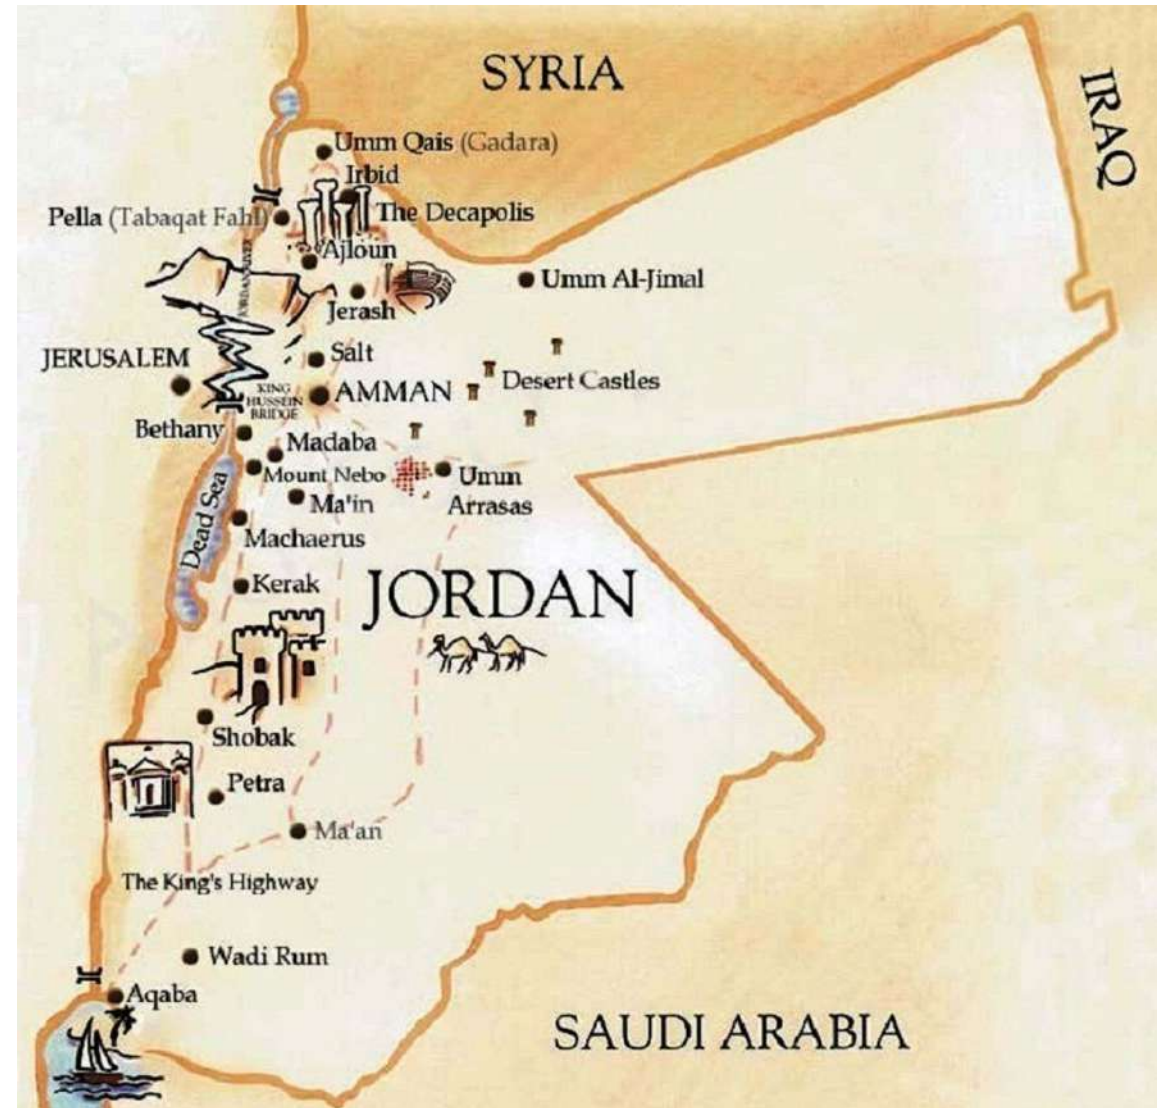 SYRIA
IRAQ
Umm Qais (Gadara)
Irbid
Pella (Tabaqat Fahl)
The Decapolis
Ajloun
JORDAN RIVER
Umm Al-Jimal
Jerash
JERUSALEM
Salt
KING
HUSSEIN
BRIDGE
AMMAN
Desert Castles
Bethany
Madaba
Mount Nebo
Umm
Arrasas
Ma'in
Dead Sea
Machaerus
Kerak
JORDAN
Shobak
Petra
Ma'an
The King's Highway
Wadi Rum
Aqaba
SAUDI ARABIA